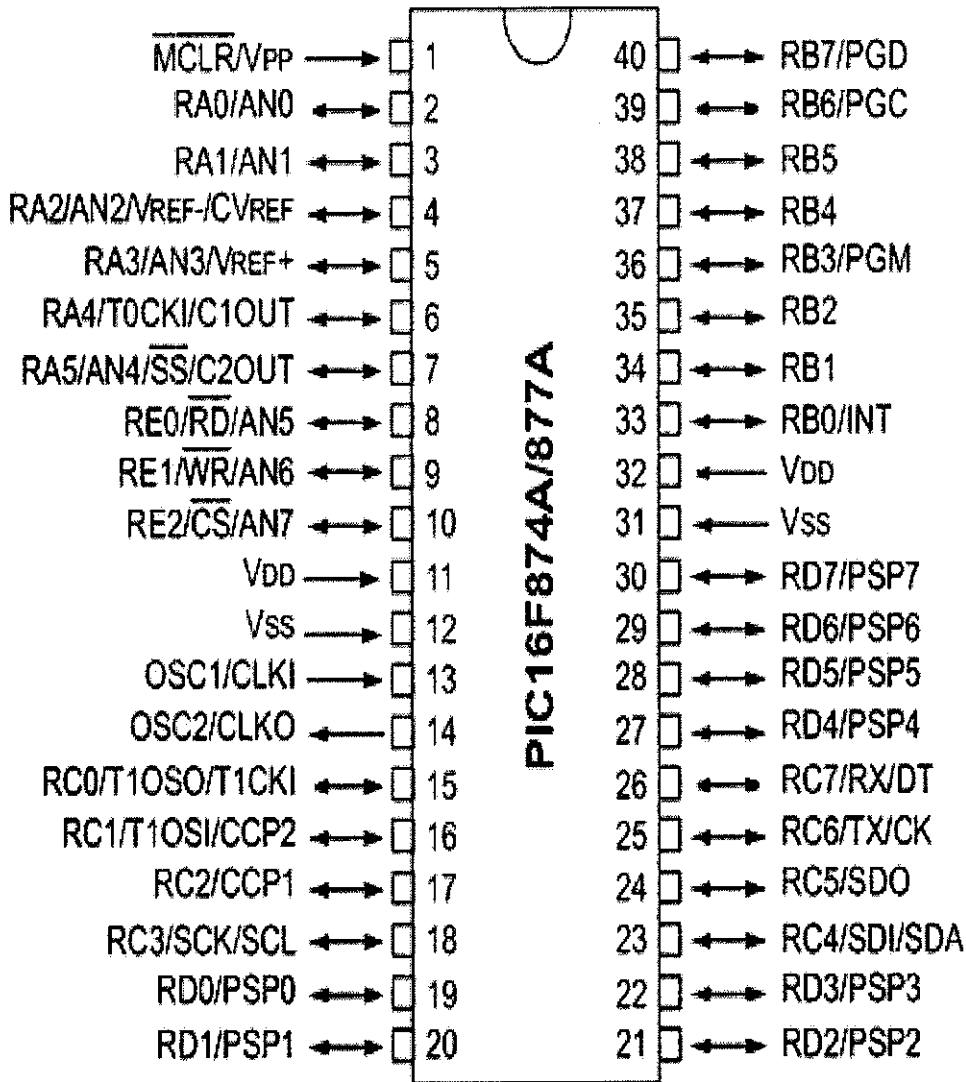 MCLR/VPP 1 40 RB7/PGD
RA0/AN0 2 39 RB6/PGC
RA1/AN1 3 38 RB5
RA2/AN2/VREF-/CVREF 4 37 RB4
RA3/AN3/VREF+ 5 36 RB3/PGM
RA4/T0CKI/C1OUT 6 35 RB2
RA5/AN4/SS/C2OUT 7 34 RB1
RE0/RD/AN5 8 33 RB0/INT
RE1/WR/AN6 9 32 VDD
RE2/CS/AN7 10 31 VSS
VDD 11 30 RD7/PSP7
VSS 12 29 RD6/PSP6
OSC1/CLKI 13 28 RD5/PSP5
OSC2/CLKO 14 27 RD4/PSP4
RC0/T1OSO/T1CKI 15 26 RC7/RX/DT
RC1/T1OSI/CCP2 16 25 RC6/TX/CK
RC2/CCP1 17 24 RC5/SDO
RC3/SCK/SCL 18 23 RC4/SDI/SDA
RD0/PSP0 19 22 RD3/PSP3
RD1/PSP1 20 21 RD2/PSP2
PIC16F874A/877A